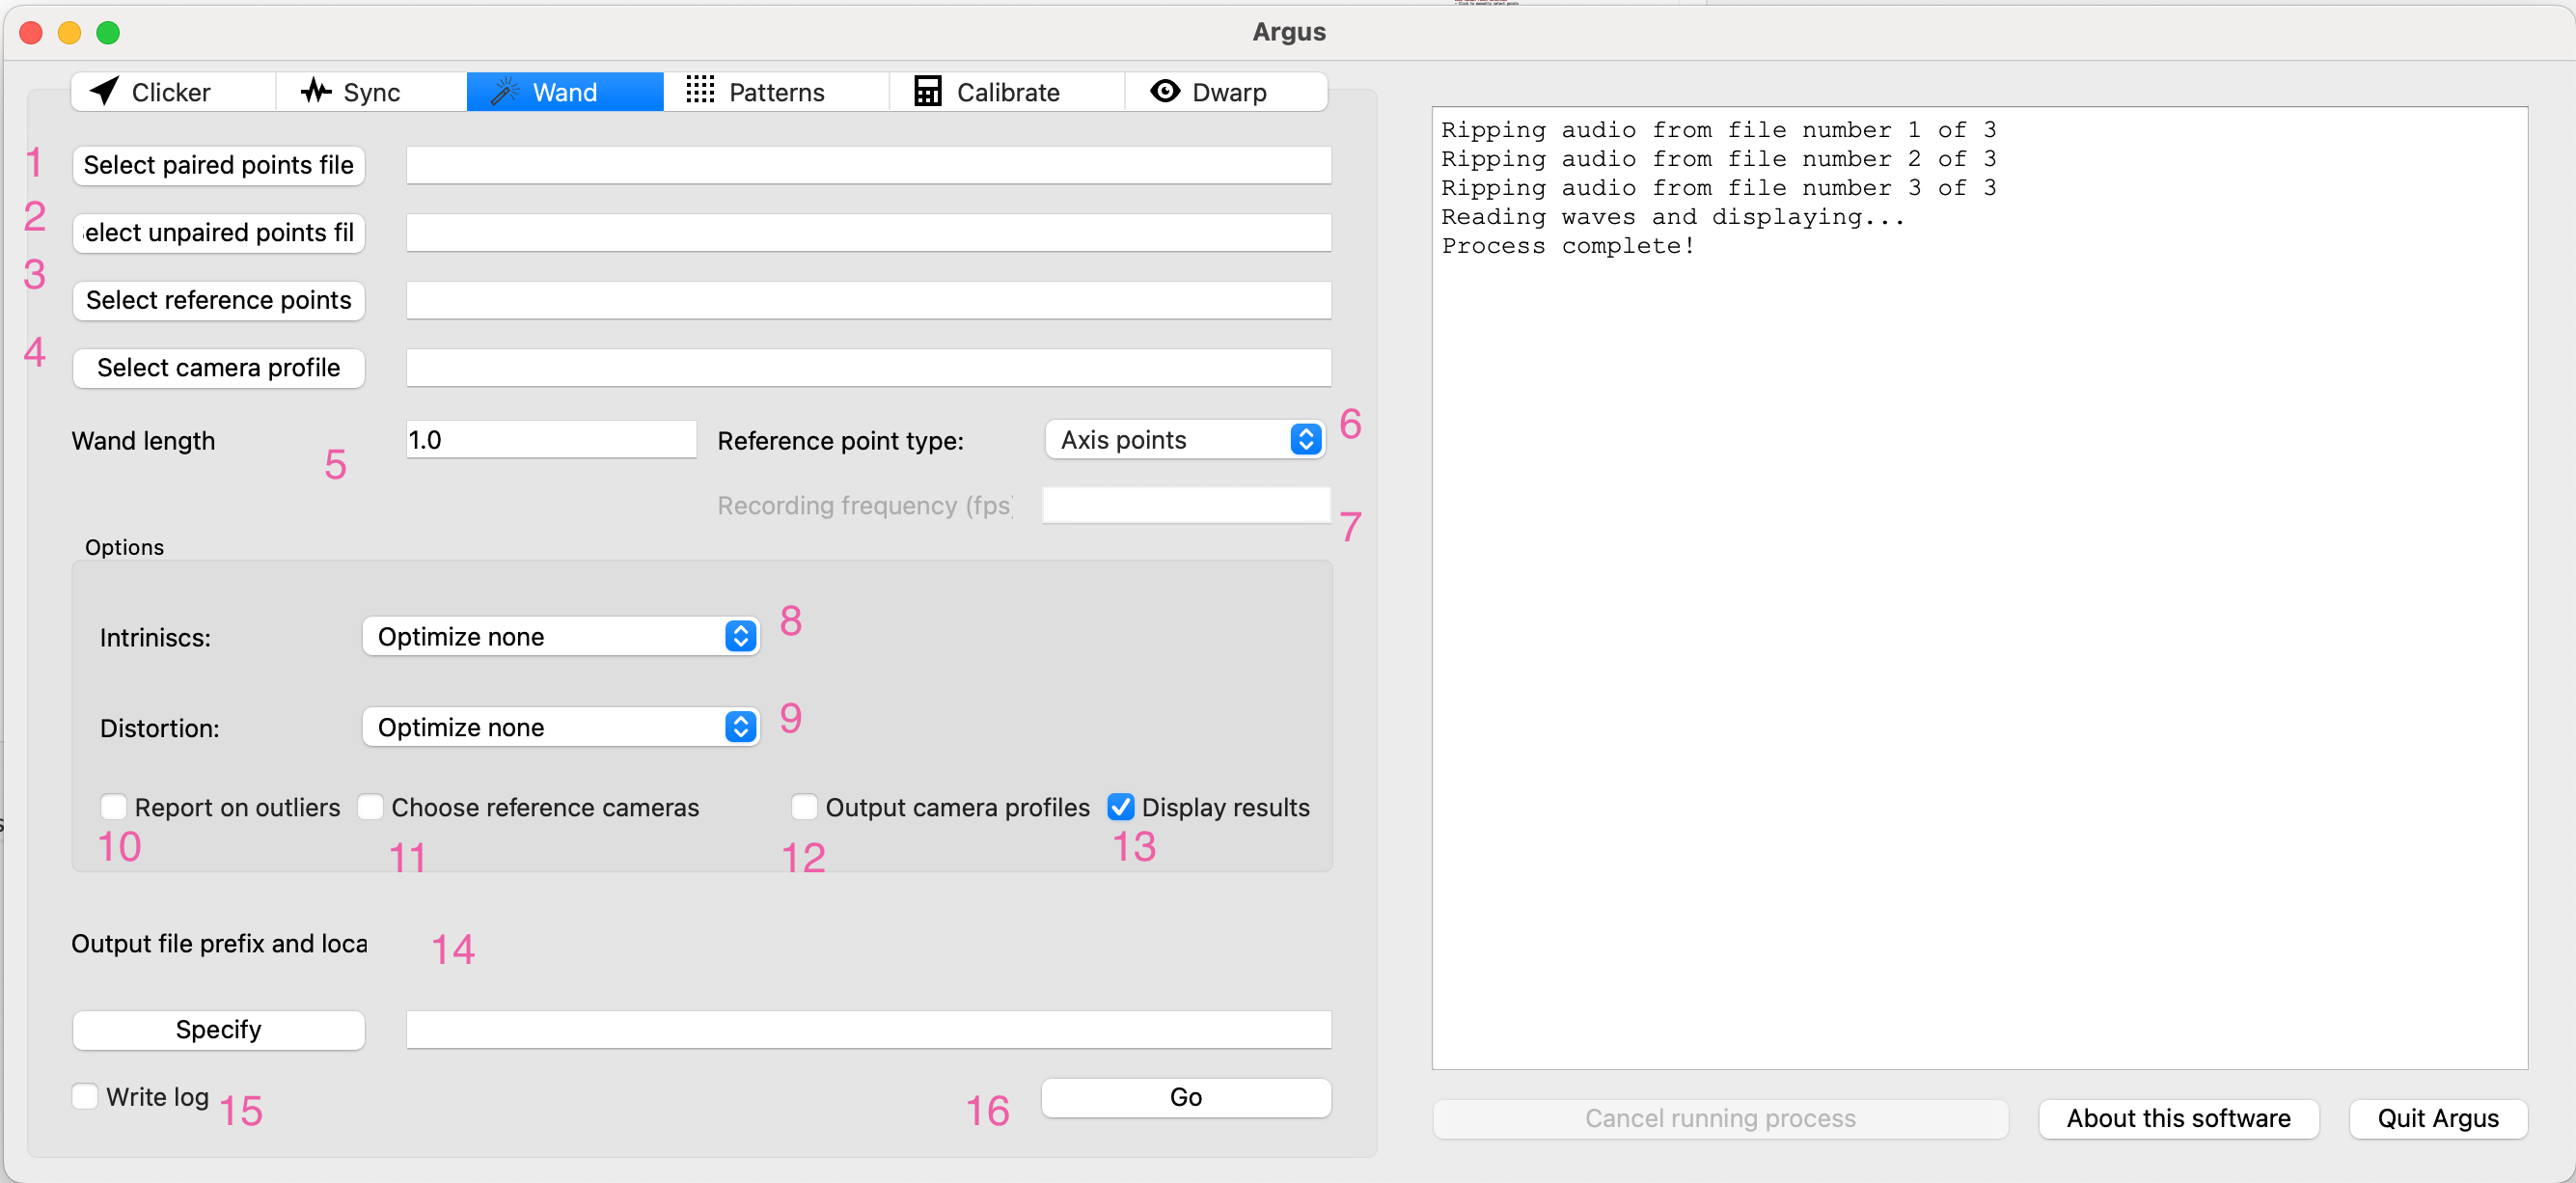 Argus
Clicker Sync Wand Patterns Calibrate Dwarp
1 Select paired points file
2 elect unpaired points fil
3 Select reference points
4 Select camera profile
Wand length 5 1.0 Reference point type: Axis points 6
Recording frequency (fps) 7
Options
Intriniscs: Optimize none 8
Distortion: Optimize none 9
Report on outliers Choose reference cameras Output camera profiles Display results
10 11 12 13
Output file prefix and loca 14
Specify
Write log 15 16 Go
Ripping audio from file number 1 of 3
Ripping audio from file number 2 of 3
Ripping audio from file number 3 of 3
Reading waves and displaying...
Process complete!
Cancel running process About this software Quit Argus